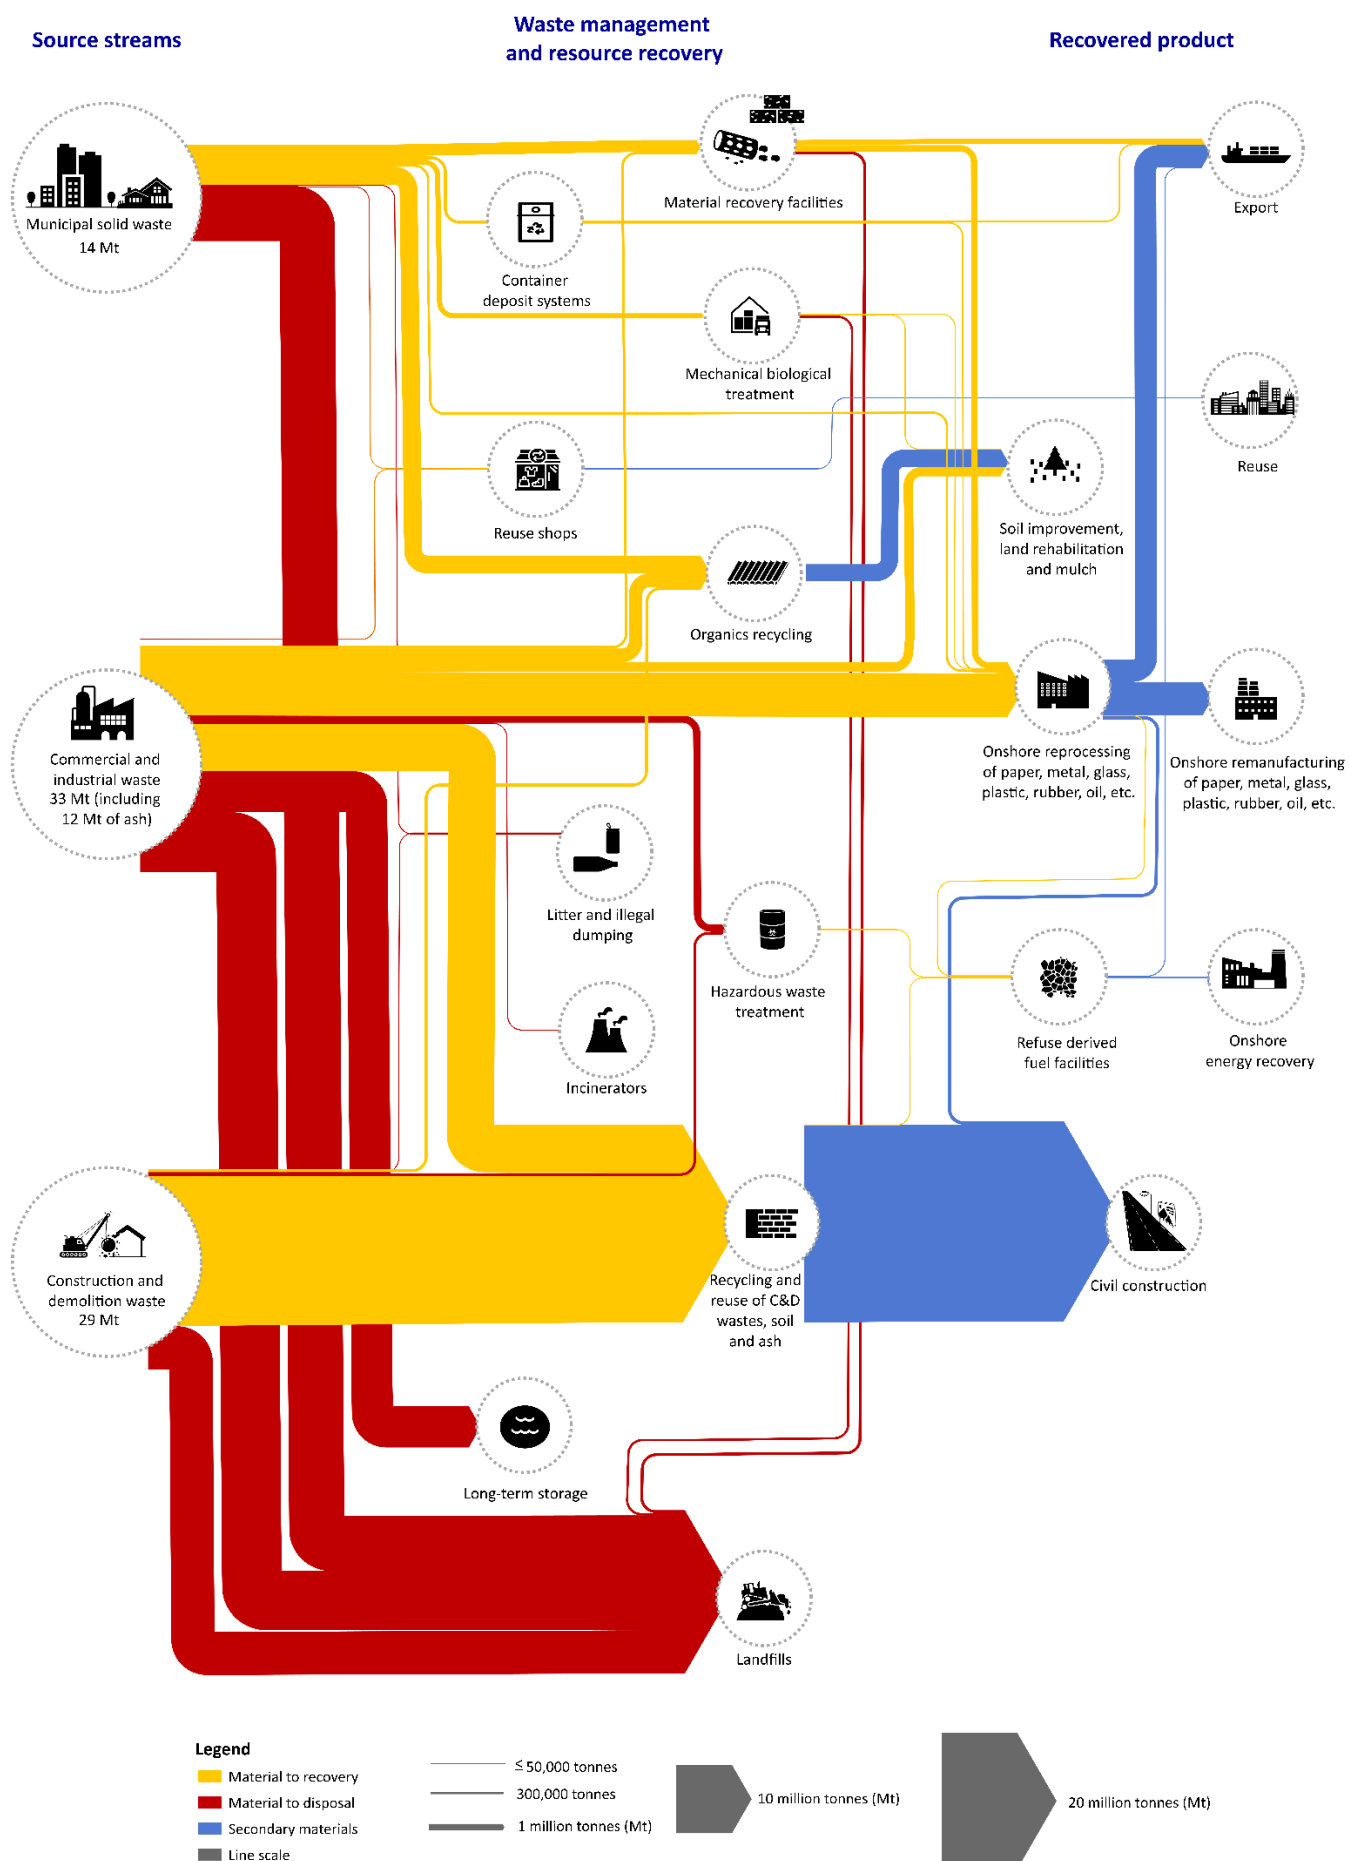 Source streams
Waste management
and resource recovery
Recovered product
Municipal solid waste
14 Mt
Material recovery facilities
Export
Container
deposit systems
Mechanical biological
treatment
Reuse
Reuse shops
Soil improvement,
land rehabilitation
and mulch
Organics recycling
Commercial and
industrial waste
33 Mt (including
12 Mt of ash)
Onshore reprocessing
of paper, metal, glass,
plastic, rubber, oil, etc.
Onshore remanufacturing
of paper, metal, glass,
plastic, rubber, oil, etc.
Litter and illegal
dumping
Hazardous waste
treatment
Incinerators
Refuse derived
fuel facilities
Onshore
energy recovery
Construction and
demolition waste
29 Mt
Recycling and
reuse of C&D
wastes, soil
and ash
Civil construction
Long-term storage
Landfills
Legend
Material to recovery
Material to disposal
Secondary materials
Line scale
≤ 50,000 tonnes
300,000 tonnes
1 million tonnes (Mt)
10 million tonnes (Mt)
20 million tonnes (Mt)